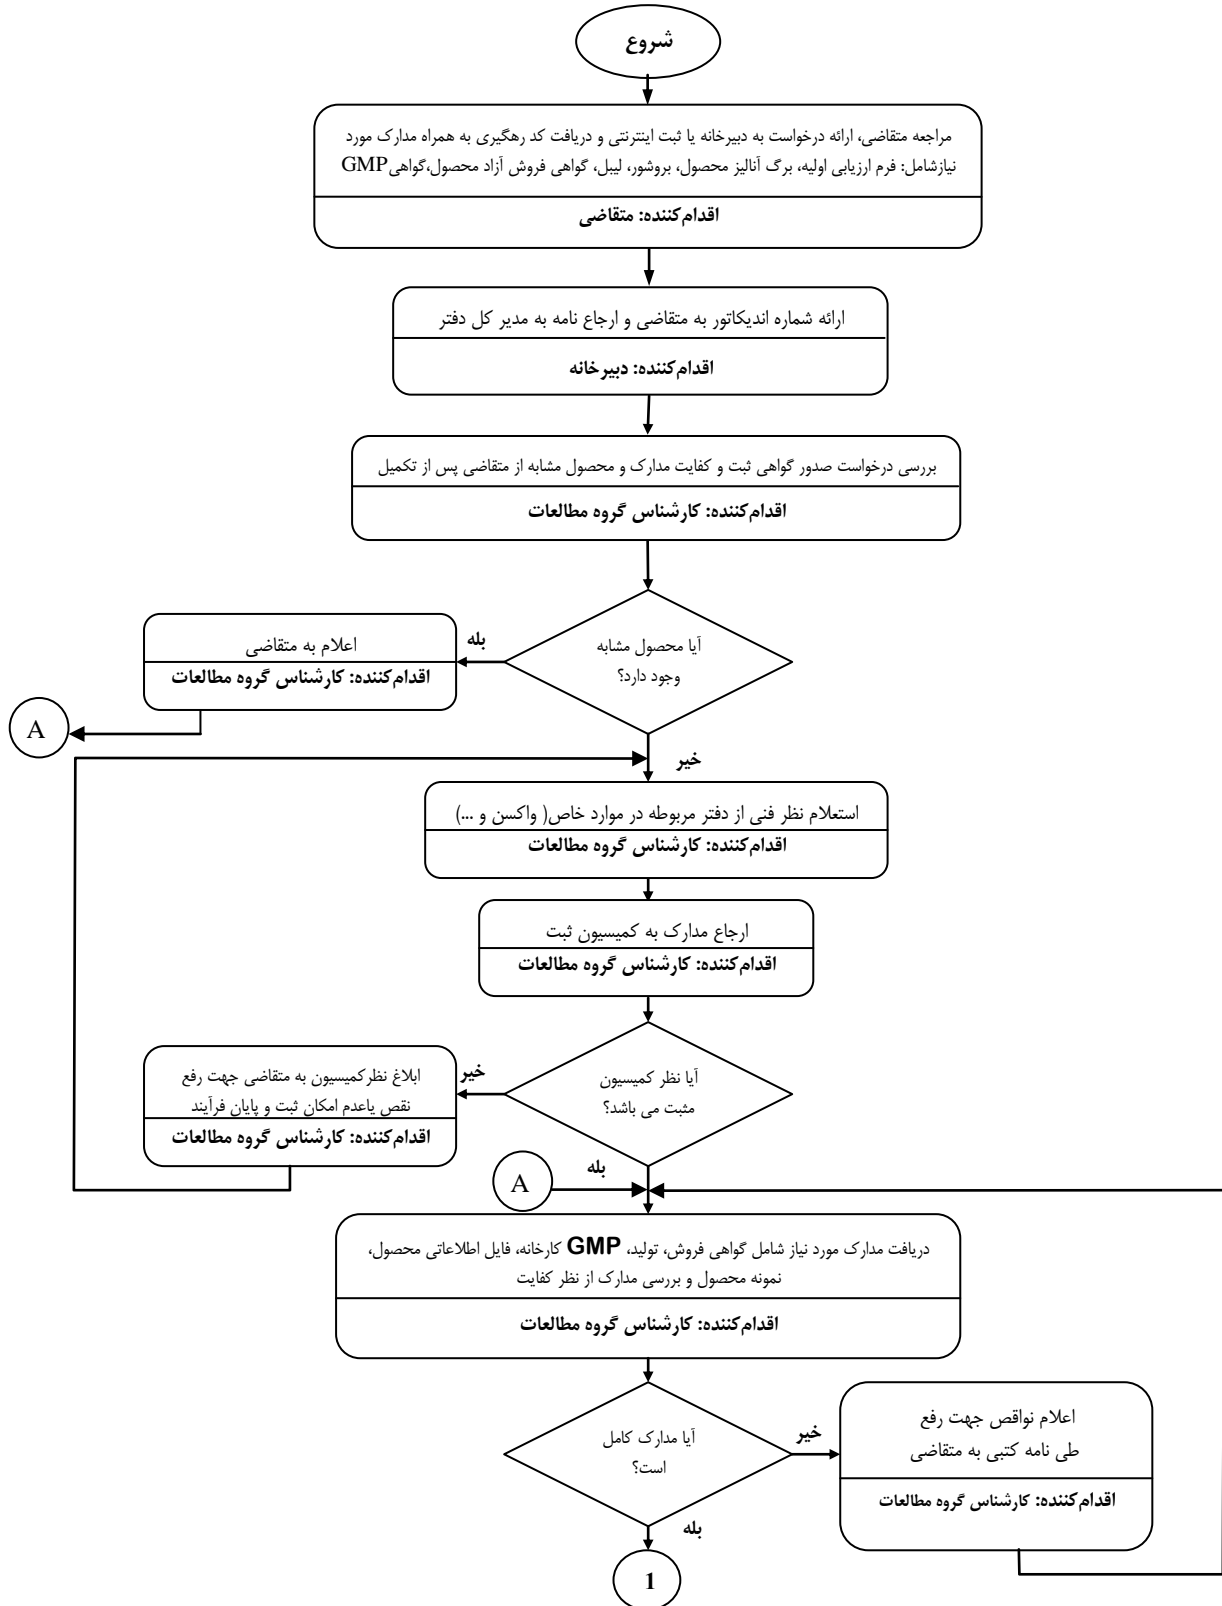 شروع
مراجعه متقاضی، ارائه درخواست به دبیرخانه یا ثبت اینترنتی و دریافت کد رهگیری به همراه مدارک مورد
نیازشامل: فرم ارزیابی اولیه، برگ آنالیز محصول، بروشور، لیبل، گواهی فروش آزاد محصول،گواهیGMP
اقدام‌کننده: متقاضی
ارائه شماره اندیکاتور به متقاضی و ارجاع نامه به مدیر کل دفتر
اقدام‌کننده: دبیرخانه
بررسی درخواست صدور گواهی ثبت و کفایت مدارک و محصول مشابه از متقاضی پس از تکمیل
اقدام‌کننده: کارشناس گروه مطالعات
آیا محصول مشابه
وجود دارد؟
بله
اعلام به متقاضی
اقدام‌کننده: کارشناس گروه مطالعات
A
خیر
استعلام نظر فنی از دفتر مربوطه در موارد خاص( واکسن و ...)
اقدام‌کننده: کارشناس گروه مطالعات
ارجاع مدارک به کمیسیون ثبت
اقدام‌کننده: کارشناس گروه مطالعات
آیا نظر کمیسیون
مثبت می باشد؟
خیر
ابلاغ نظرکمیسیون به متقاضی جهت رفع
نقص یاعدم امکان ثبت و پایان فرآیند
اقدام‌کننده: کارشناس گروه مطالعات
بله
A
دریافت مدارک مورد نیاز شامل گواهی فروش، تولید، GMP کارخانه، فایل اطلاعاتی محصول،
نمونه محصول و بررسی مدارک از نظر کفایت
اقدام‌کننده: کارشناس گروه مطالعات
آیا مدارک کامل
است؟
خیر
اعلام نواقص جهت رفع
طی نامه کتبی به متقاضی
اقدام‌کننده: کارشناس گروه مطالعات
بله
1